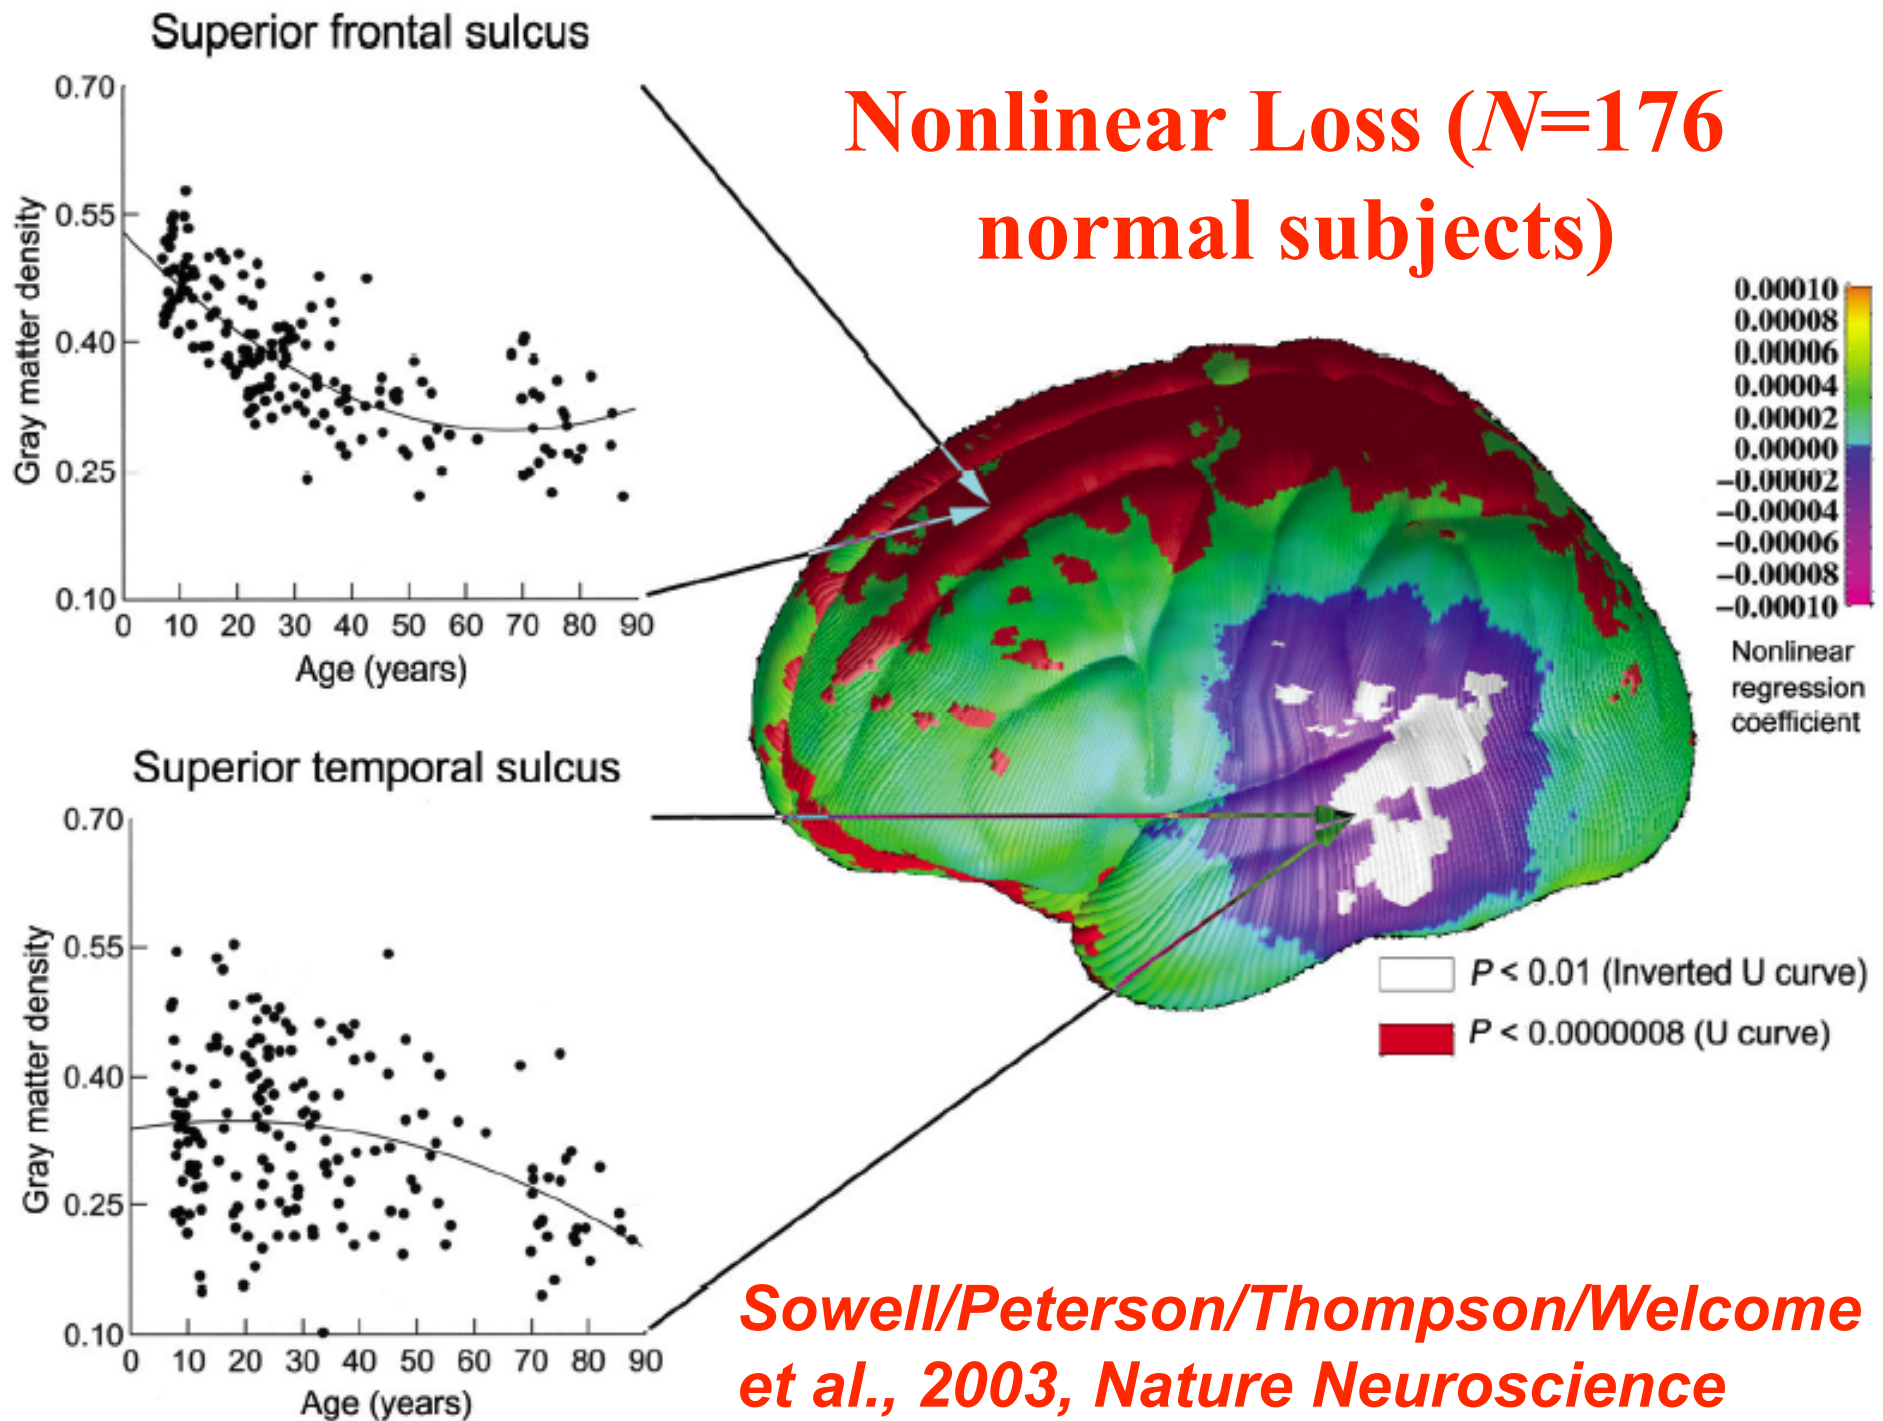 Superior frontal sulcus
0.70
0.55
0.40
0.25
0.10
Gray matter density
0 10 20 30 40 50 60 70 80 90
Age (years)
Nonlinear Loss (N=176
normal subjects)
0.00010
0.00008
0.00006
0.00004
0.00002
0.00000
−0.00002
−0.00004
−0.00006
−0.00008
−0.00010
Nonlinear
regression
coefficient
Superior temporal sulcus
0.70
0.55
0.40
0.25
0.10
Gray matter density
0 10 20 30 40 50 60 70 80 90
Age (years)
P < 0.01 (Inverted U curve)
P < 0.0000008 (U curve)
Sowell/Peterson/Thompson/Welcome
et al., 2003, Nature Neuroscience